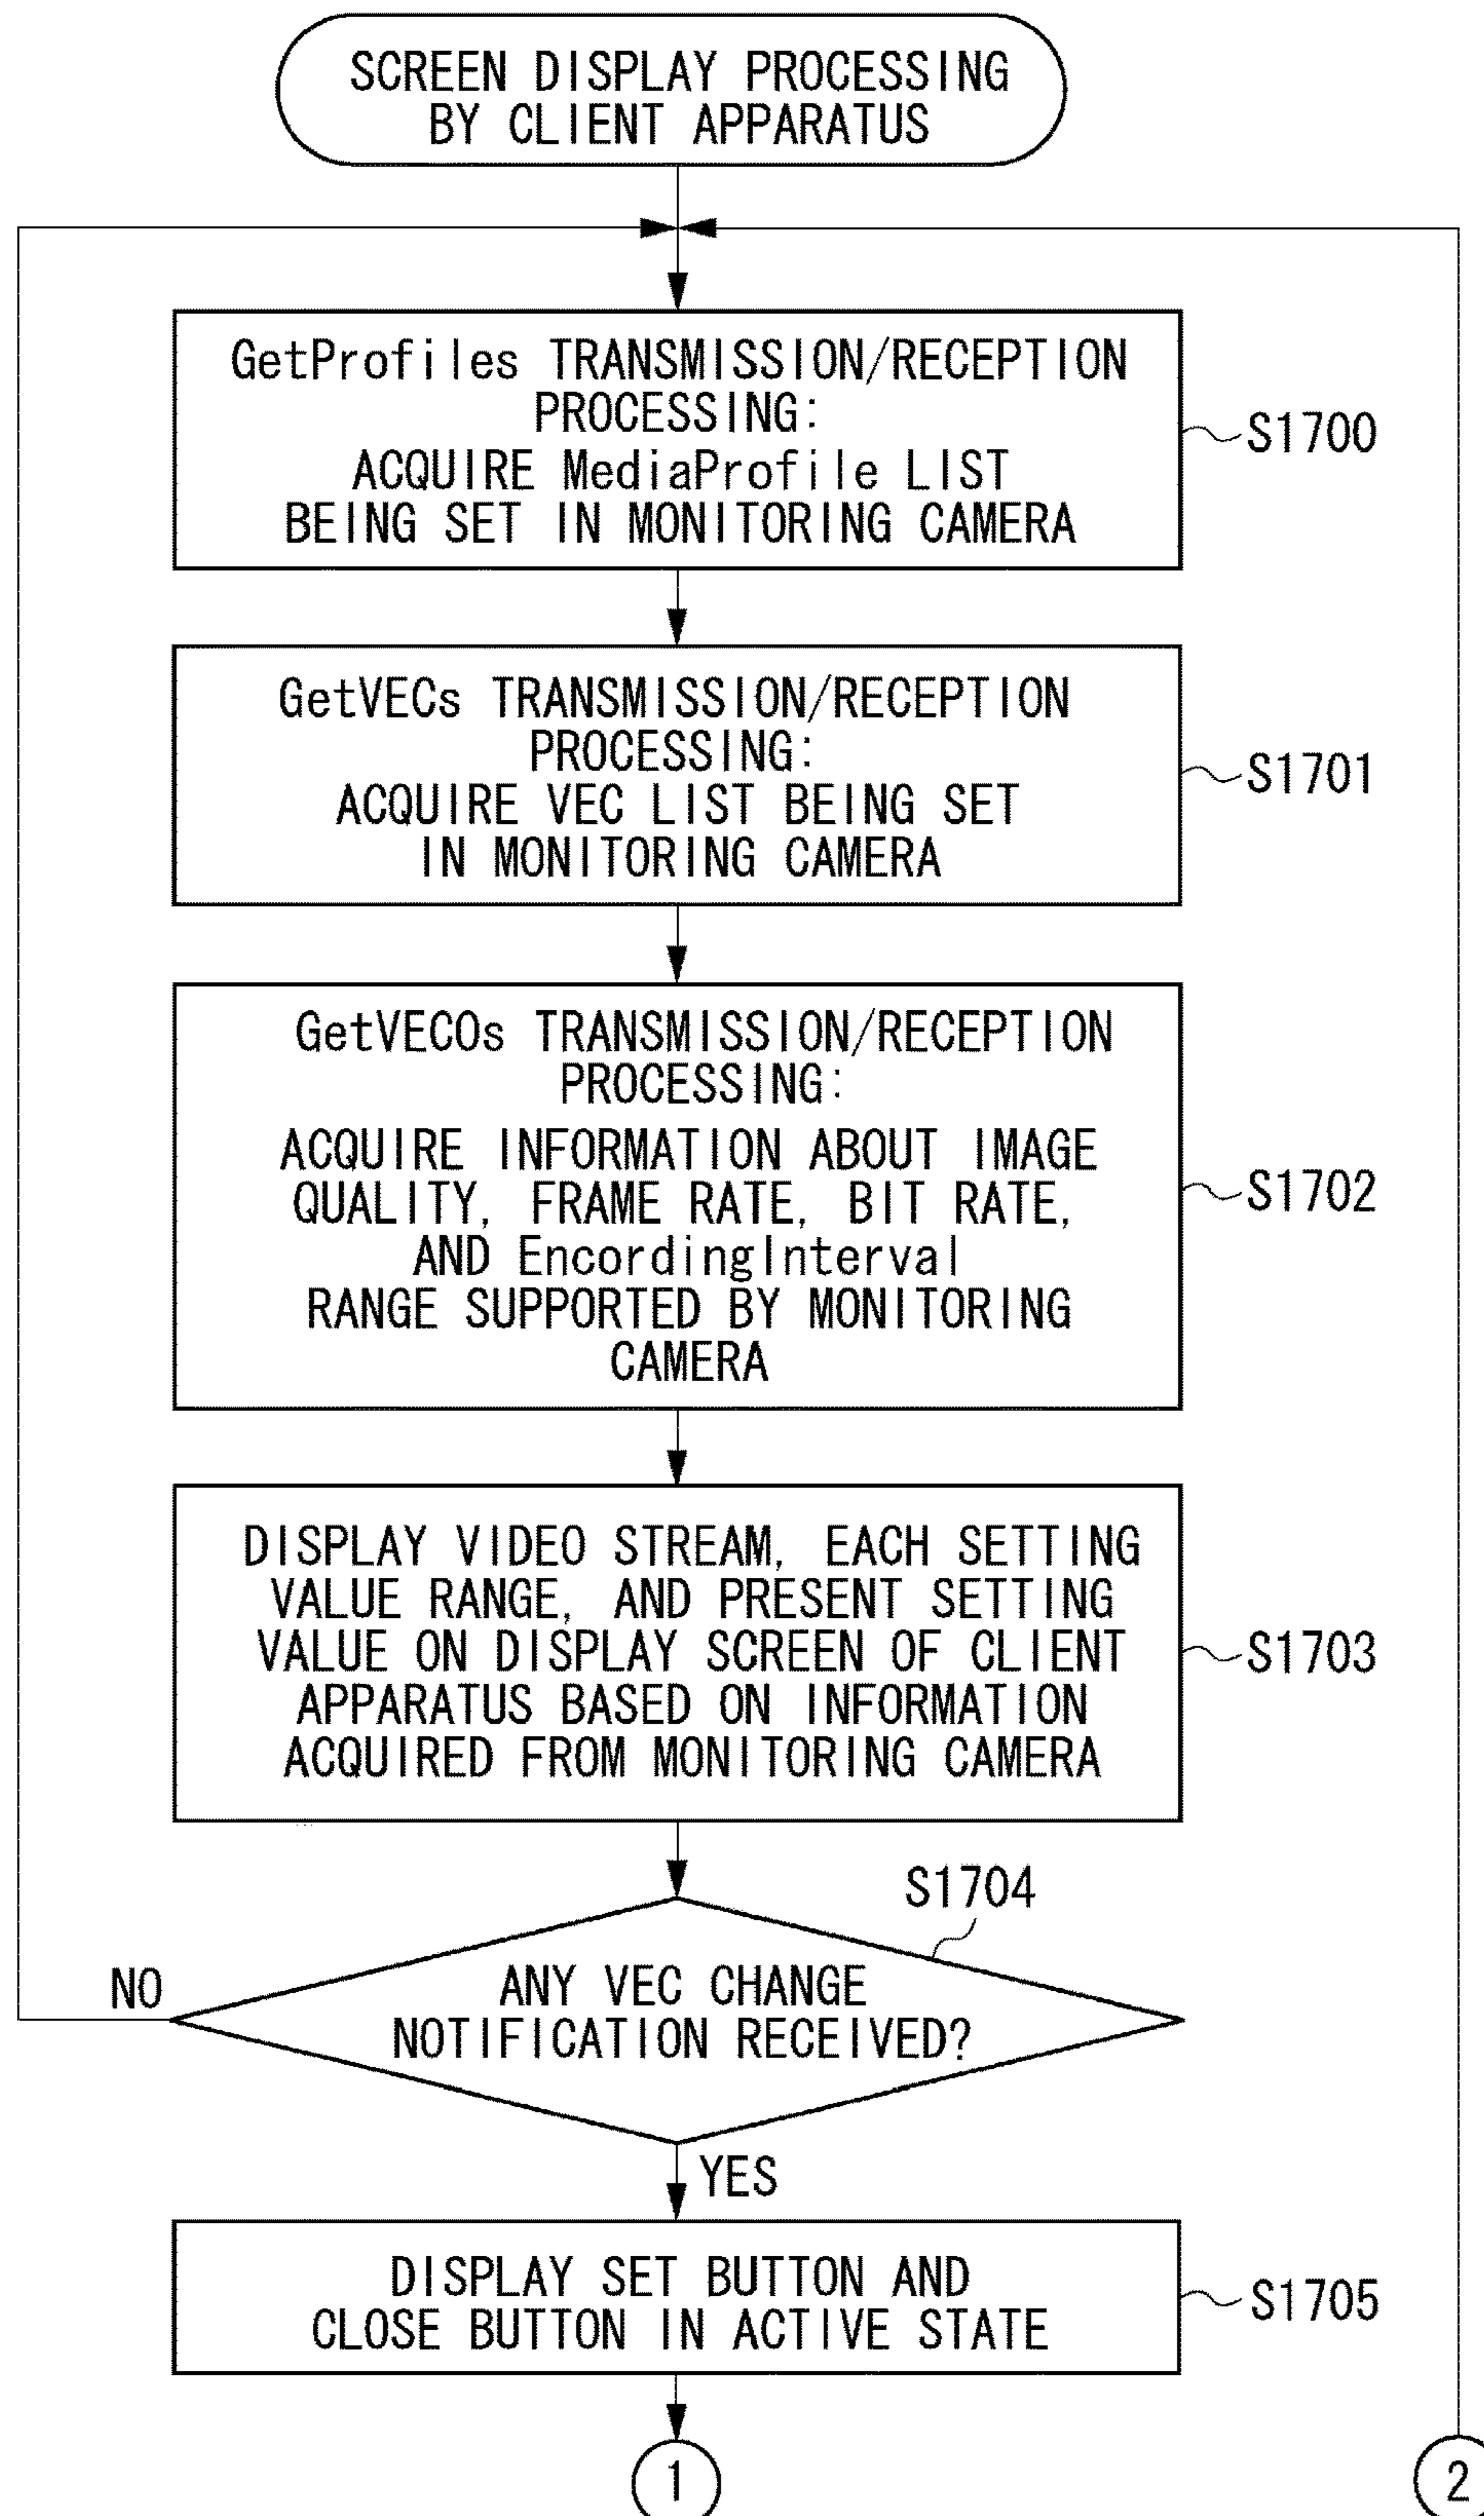 SCREEN DISPLAY PROCESSING
BY CLIENT APPARATUS
GetProfiles TRANSMISSION/RECEPTION
PROCESSING:
ACQUIRE MediaProfile LIST
BEING SET IN MONITORING CAMERA
S1700
GetVECs TRANSMISSION/RECEPTION
PROCESSING:
ACQUIRE VEC LIST BEING SET
IN MONITORING CAMERA
S1701
GetVECOs TRANSMISSION/RECEPTION
PROCESSING:
ACQUIRE INFORMATION ABOUT IMAGE
QUALITY, FRAME RATE, BIT RATE,
AND EncordingInterval
RANGE SUPPORTED BY MONITORING
CAMERA
S1702
DISPLAY VIDEO STREAM, EACH SETTING
VALUE RANGE, AND PRESENT SETTING
VALUE ON DISPLAY SCREEN OF CLIENT
APPARATUS BASED ON INFORMATION
ACQUIRED FROM MONITORING CAMERA
S1703
S1704
ANY VEC CHANGE
NOTIFICATION RECEIVED?
NO
YES
DISPLAY SET BUTTON AND
CLOSE BUTTON IN ACTIVE STATE
S1705
1
2